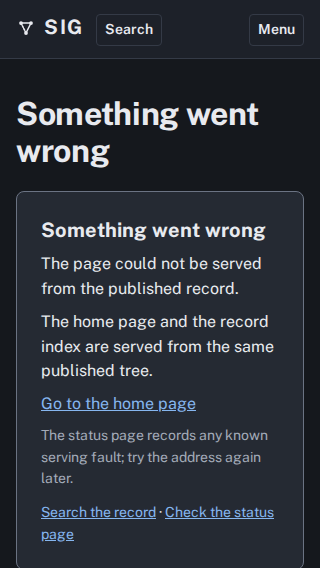 SIG
Search
Menu
Something went
wrong
Something went wrong
The page could not be served
from the published record.
The home page and the record
index are served from the same
published tree.
Go to the home page
The status page records any known
serving fault; try the address again
later.
Search the record · Check the status
page